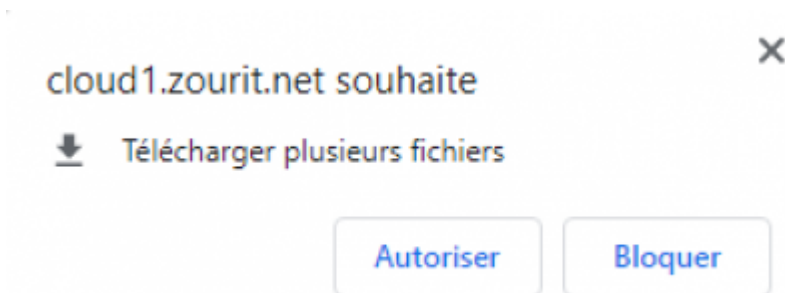 cloud1.zourit.net souhaite
Télécharger plusieurs fichiers
Autoriser Bloquer